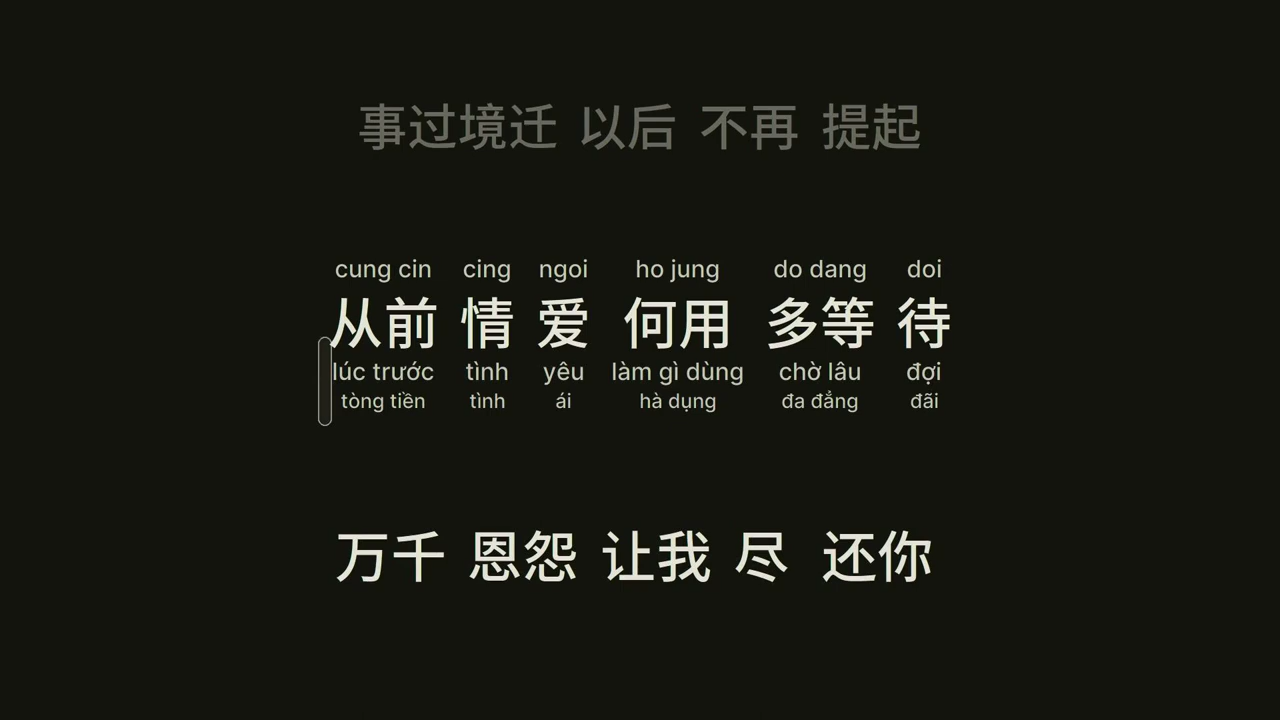 事过境迁 以后 不再 提起
cung cin cing ngoi ho jung do dang doi
从前 情 爱 何用 多等 待
lúc trước tình yêu làm gì dùng chờ lâu đợi
tòng tiền tình ái hà dụng đa đẳng đãi
万千 恩怨 让我 尽 还你